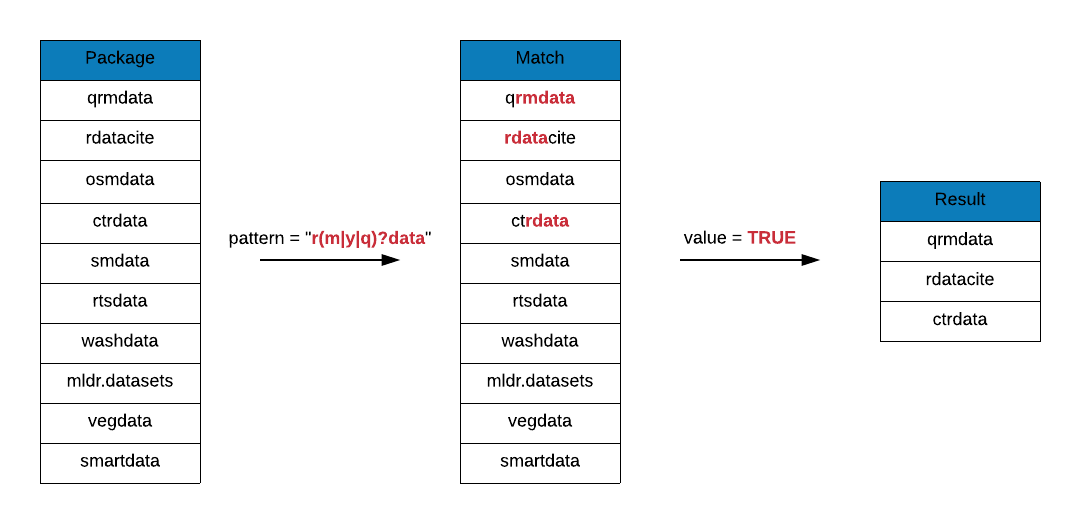 Package
qrmdata
rdatacite
osmdata
ctrdata
smdata
rtsdata
washdata
mldr.datasets
vegdata
smartdata
pattern = "r(m|y|q)?data"
Match
qrmdata
rdatacite
osmdata
ctrdata
smdata
rtsdata
washdata
mldr.datasets
vegdata
smartdata
value = TRUE
Result
qrmdata
rdatacite
ctrdata